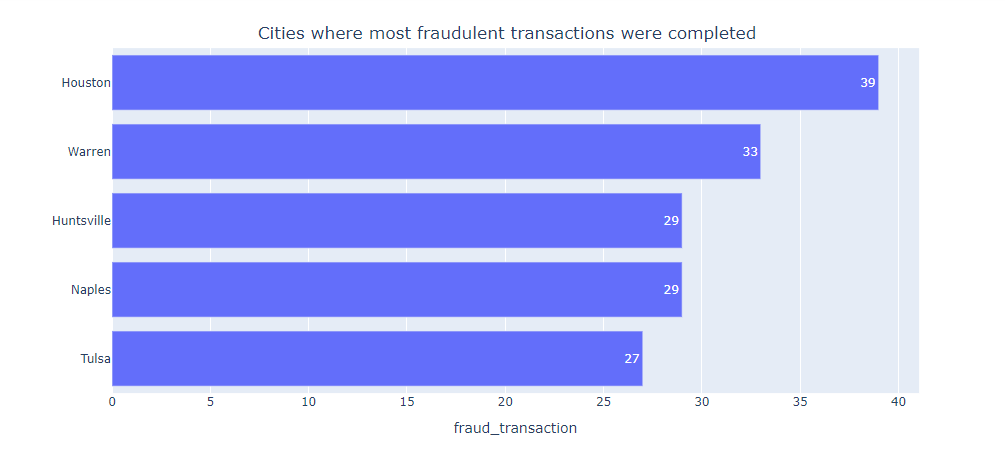 Cities where most fraudulent transactions were completed
Houston 39
Warren 33
Huntsville 29
Naples 29
Tulsa 27
0 5 10 15 20 25 30 35 40
fraud_transaction